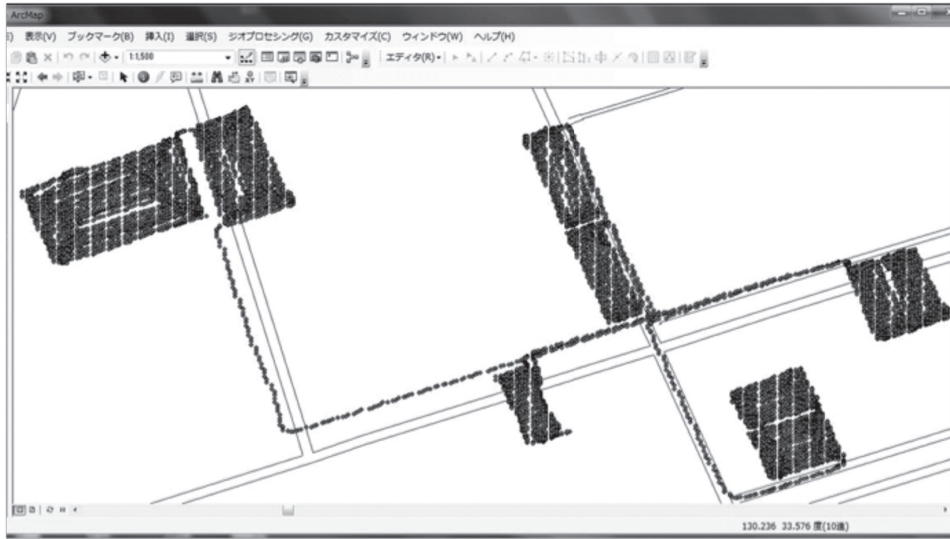 ArcMap
表示(V) ブックマーク(B) 挿入(I) 選択(S) ジオプロセシング(G) カスタマイズ(C) ウィンドウ(W) ヘルプ(H)
1:1,500 エディタ(R)
130.236 33.576 度(10進)